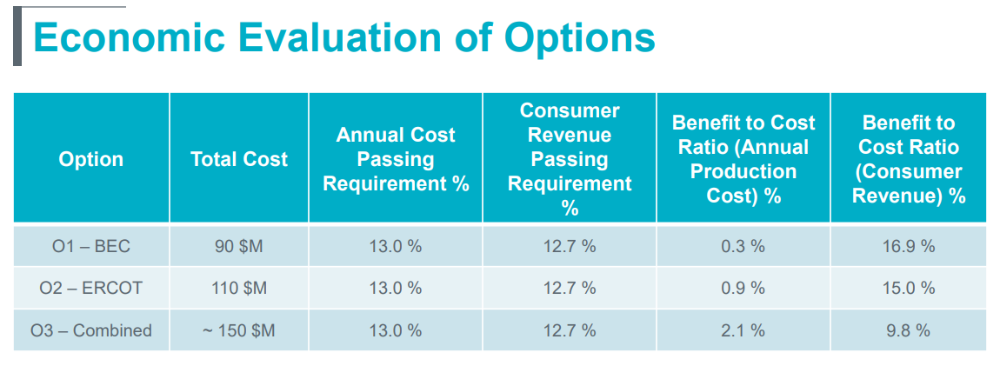 Economic Evaluation of Options
Option
Total Cost
Annual Cost
Passing
Requirement %
Consumer
Revenue
Passing
Requirement
%
Benefit to Cost
Ratio (Annual
Production
Cost) %
Benefit to
Cost Ratio
(Consumer
Revenue) %
O1 – BEC 90 $M 13.0 % 12.7 % 0.3 % 16.9 %
O2 – ERCOT 110 $M 13.0 % 12.7 % 0.9 % 15.0 %
O3 – Combined ~ 150 $M 13.0 % 12.7 % 2.1 % 9.8 %